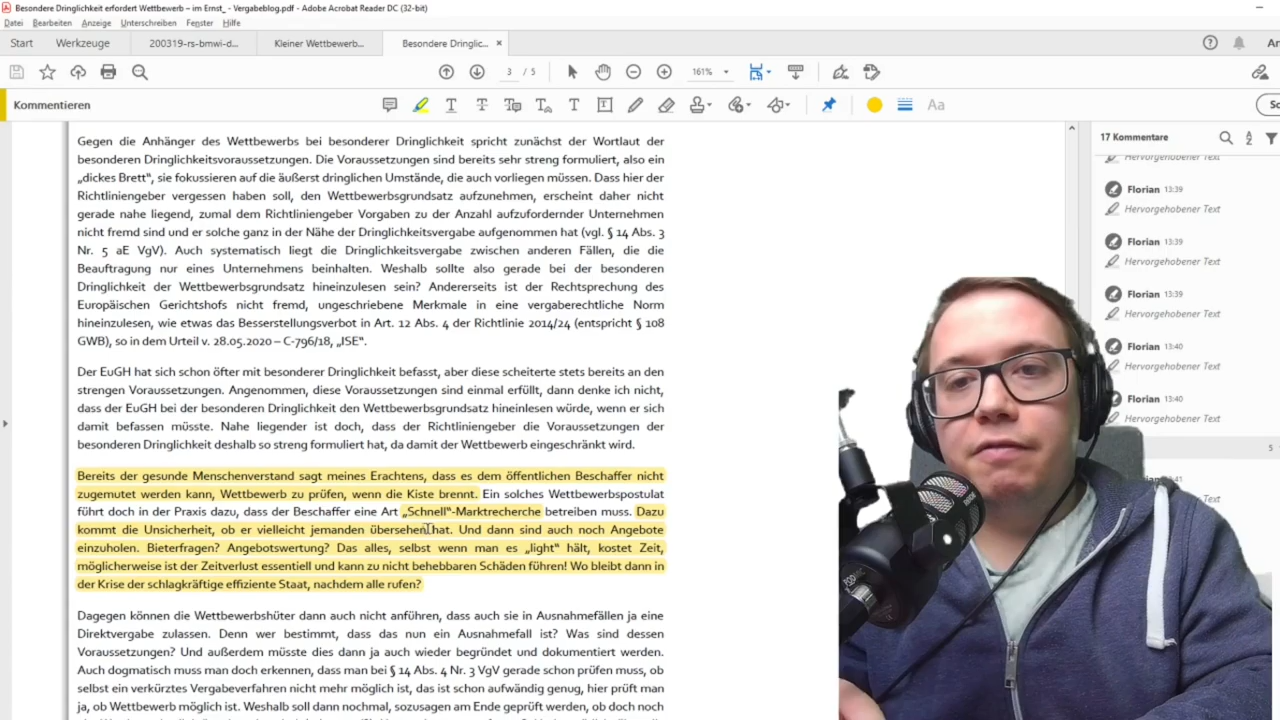 Besondere Dringlichkeit erfordert Wettbewerb – im Ernst_ - Vergabeblog.pdf - Adobe Acrobat Reader DC (32-bit)
Datei Bearbeiten Anzeige Unterschreiben Fenster Hilfe
Start Werkzeuge 200319-rs-bmwi-d... Kleiner Wettbewerb... Besondere Dringlic... ×
3 / 5 161%
Kommentieren Aa
17 Kommentare
Gegen die Anhänger des Wettbewerbs bei besonderer Dringlichkeit spricht zunächst der Wortlaut der
besonderen Dringlichkeitsvoraussetzungen. Die Voraussetzungen sind bereits sehr streng formuliert, also ein
„dickes Brett“, sie fokussieren auf die äußerst dringlichen Umstände, die auch vorliegen müssen. Dass hier der
Richtliniengeber vergessen haben soll, den Wettbewerbsgrundsatz aufzunehmen, erscheint daher nicht
gerade nahe liegend, zumal dem Richtliniengeber Vorgaben zu der Anzahl aufzufordernder Unternehmen
nicht fremd sind und er solche ganz in der Nähe der Dringlichkeitsvergabe aufgenommen hat (vgl. § 14 Abs. 3
Nr. 5 aE VgV). Auch systematisch liegt die Dringlichkeitsvergabe zwischen anderen Fällen, die die
Beauftragung nur eines Unternehmens beinhalten. Weshalb sollte also gerade bei der besonderen
Dringlichkeit der Wettbewerbsgrundsatz hineinzulesen sein? Andererseits ist der Rechtsprechung des
Europäischen Gerichtshofs nicht fremd, ungeschriebene Merkmale in eine vergaberechtliche Norm
hineinzulesen, wie etwas das Besserstellungsverbot in Art. 12 Abs. 4 der Richtlinie 2014/24 (entspricht § 108
GWB), so in dem Urteil v. 28.05.2020 – C-796/18, „ISE“.
Der EuGH hat sich schon öfter mit besonderer Dringlichkeit befasst, aber diese scheiterte stets bereits an den
strengen Voraussetzungen. Angenommen, diese Voraussetzungen sind einmal erfüllt, dann denke ich nicht,
dass der EuGH bei der besonderen Dringlichkeit den Wettbewerbsgrundsatz hineinlesen würde, wenn er sich
damit befassen müsste. Nahe liegender ist doch, dass der Richtliniengeber die Voraussetzungen der
besonderen Dringlichkeit deshalb so streng formuliert hat, da damit der Wettbewerb eingeschränkt wird.
Bereits der gesunde Menschenverstand sagt meines Erachtens, dass es dem öffentlichen Beschaffer nicht
zugemutet werden kann, Wettbewerb zu prüfen, wenn die Kiste brennt. Ein solches Wettbewerbspostulat
führt doch in der Praxis dazu, dass der Beschaffer eine Art „Schnell“-Marktrecherche betreiben muss. Dazu
kommt die Unsicherheit, ob er vielleicht jemanden übersehen hat. Und dann sind auch noch Angebote
einzuholen. Bieterfragen? Angebotswertung? Das alles, selbst wenn man es „light“ hält, kostet Zeit,
möglicherweise ist der Zeitverlust essentiell und kann zu nicht behebbaren Schäden führen! Wo bleibt dann in
der Krise der schlagkräftige effiziente Staat, nachdem alle rufen?
Dagegen können die Wettbewerbshüter dann auch nicht anführen, dass auch sie in Ausnahmefällen ja eine
Direktvergabe zulassen. Denn wer bestimmt, dass das nun ein Ausnahmefall ist? Was sind dessen
Voraussetzungen? Und außerdem müsste dies dann ja auch wieder begründet und dokumentiert werden.
Auch dogmatisch muss man doch erkennen, dass man bei § 14 Abs. 4 Nr. 3 VgV gerade schon prüfen muss, ob
selbst ein verkürztes Vergabeverfahren nicht mehr möglich ist, das ist schon aufwändig genug, hier prüft man
ja, ob Wettbewerb möglich ist. Weshalb soll dann nochmal, sozusagen am Ende geprüft werden, ob doch noch
Hervorgehobener Text
Florian 13:39
Hervorgehobener Text
Florian 13:39
Hervorgehobener Text
Florian 13:39
Hervorgehobener Text
Florian 13:40
Hervorgehobener Text
Florian 13:40
Hervorgehobener Text
5